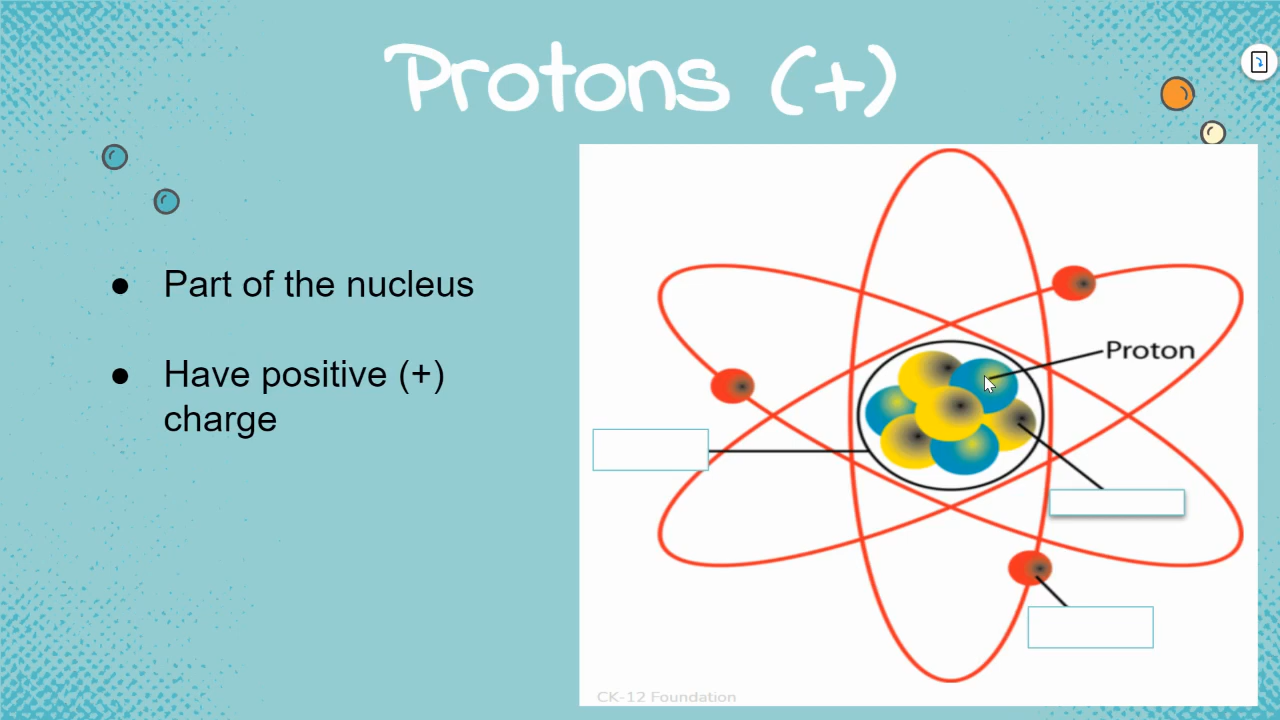 Protons (+)
● Part of the nucleus
● Have positive (+)
charge
Proton
CK-12 Foundation